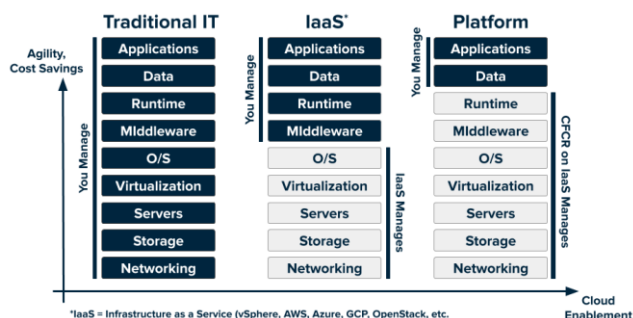 Traditional IT
IaaS*
Platform
Agility,
Cost Savings
You Manage
Applications
Data
Runtime
MIddleware
O/S
Virtualization
Servers
Storage
Networking
You Manage
Applications
Data
Runtime
MIddleware
O/S
Virtualization
Servers
Storage
Networking
IaaS Manages
You Manage
Applications
Data
Runtime
MIddleware
O/S
Virtualization
Servers
Storage
Networking
CFCR on IaaS Manages
Cloud
Enablement
*IaaS = Infrastructure as a Service (vSphere, AWS, Azure, GCP, OpenStack, etc.